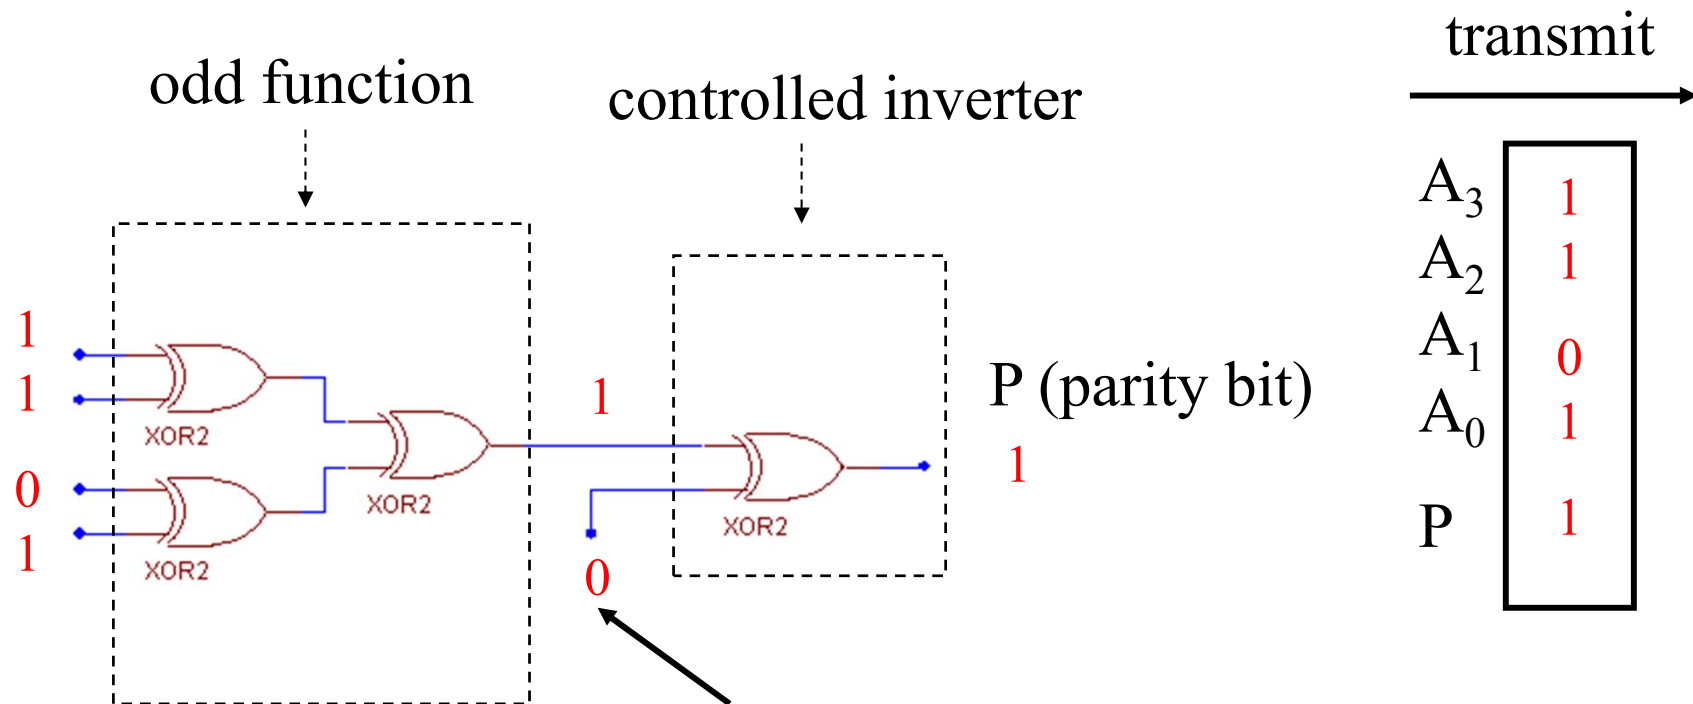 transmit
odd function
controlled inverter
A3 1
A2 1
A1 0
A0 1
P 1
1
1
XOR2
0
1
XOR2
XOR2
1
0
XOR2
P (parity bit)
1